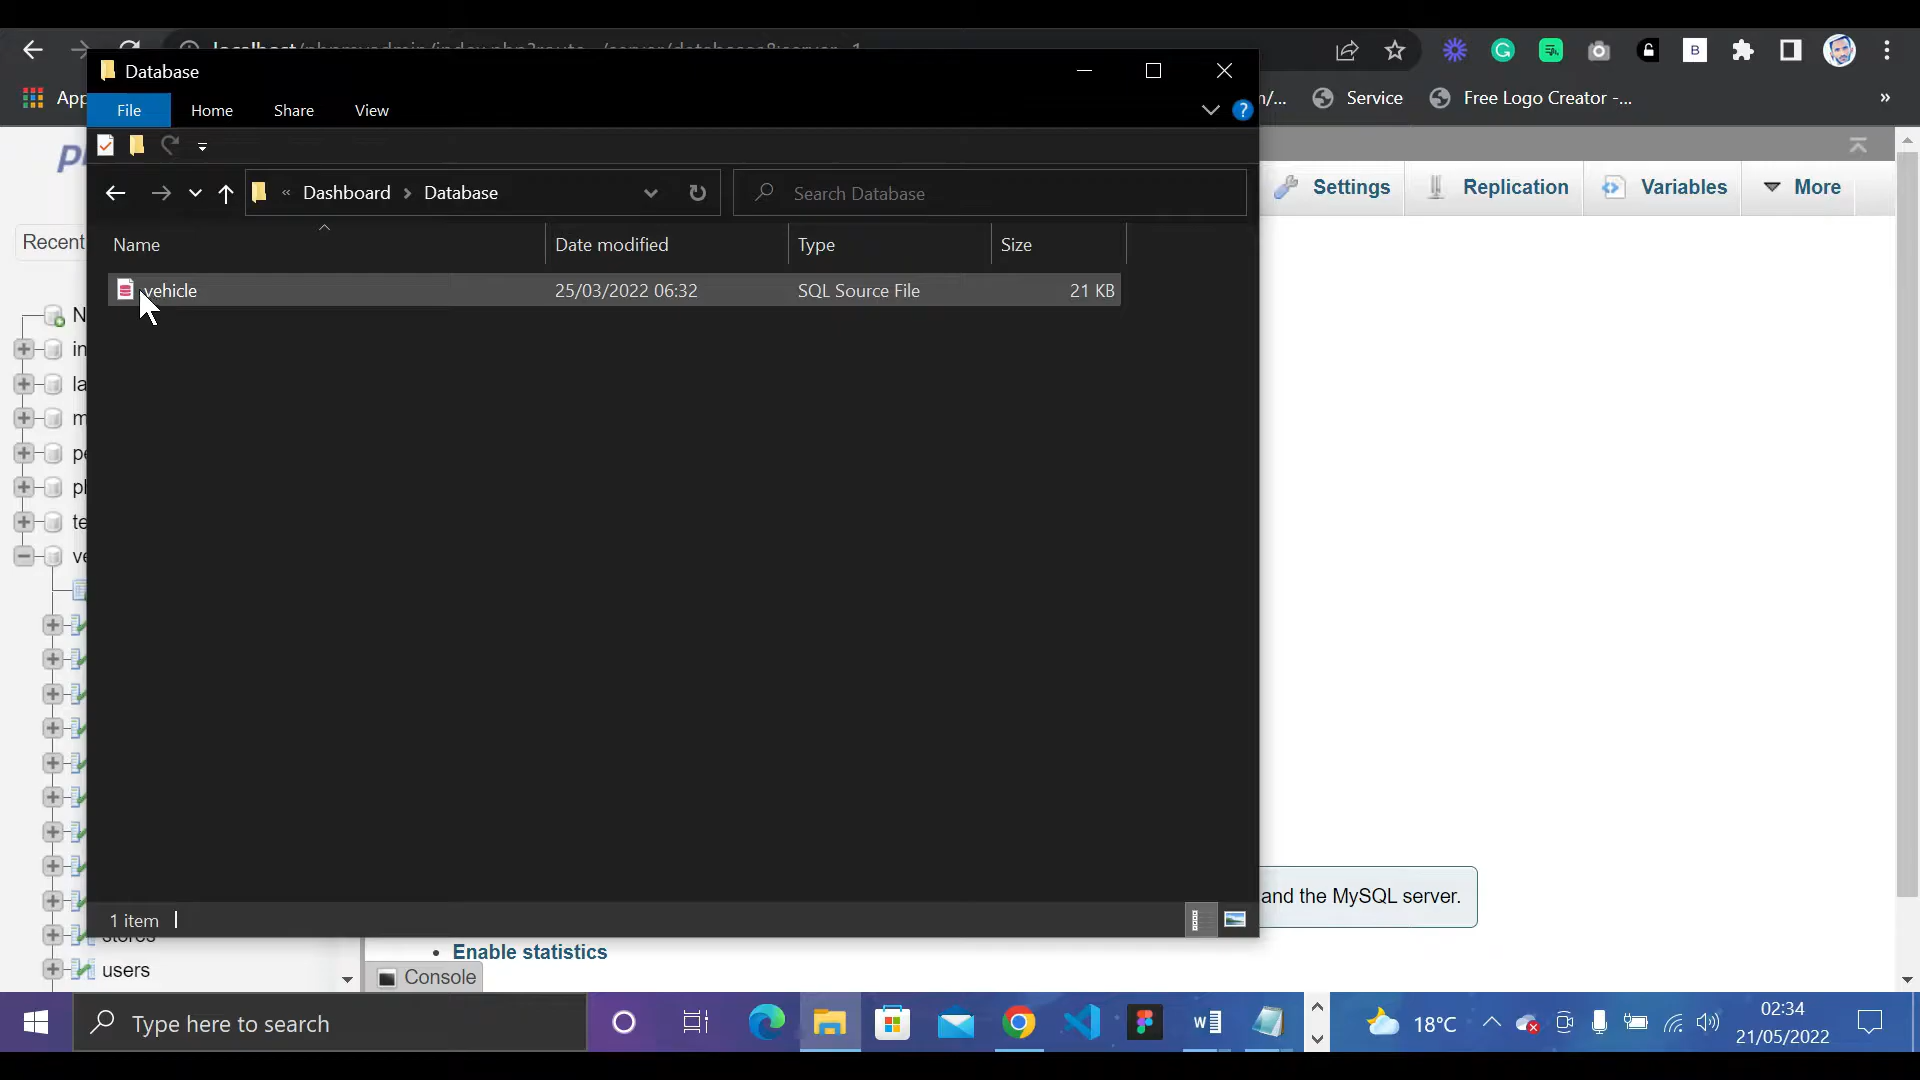 Database
File Home Share View
« Dashboard › Database
Search Database
Name Date modified Type Size
vehicle 25/03/2022 06:32 SQL Source File 21 KB
1 item
App
Service Free Logo Creator -...
Settings Replication Variables More
Recent
stores
users
and the MySQL server.
Enable statistics
Console
Type here to search
18°C
02:34
21/05/2022